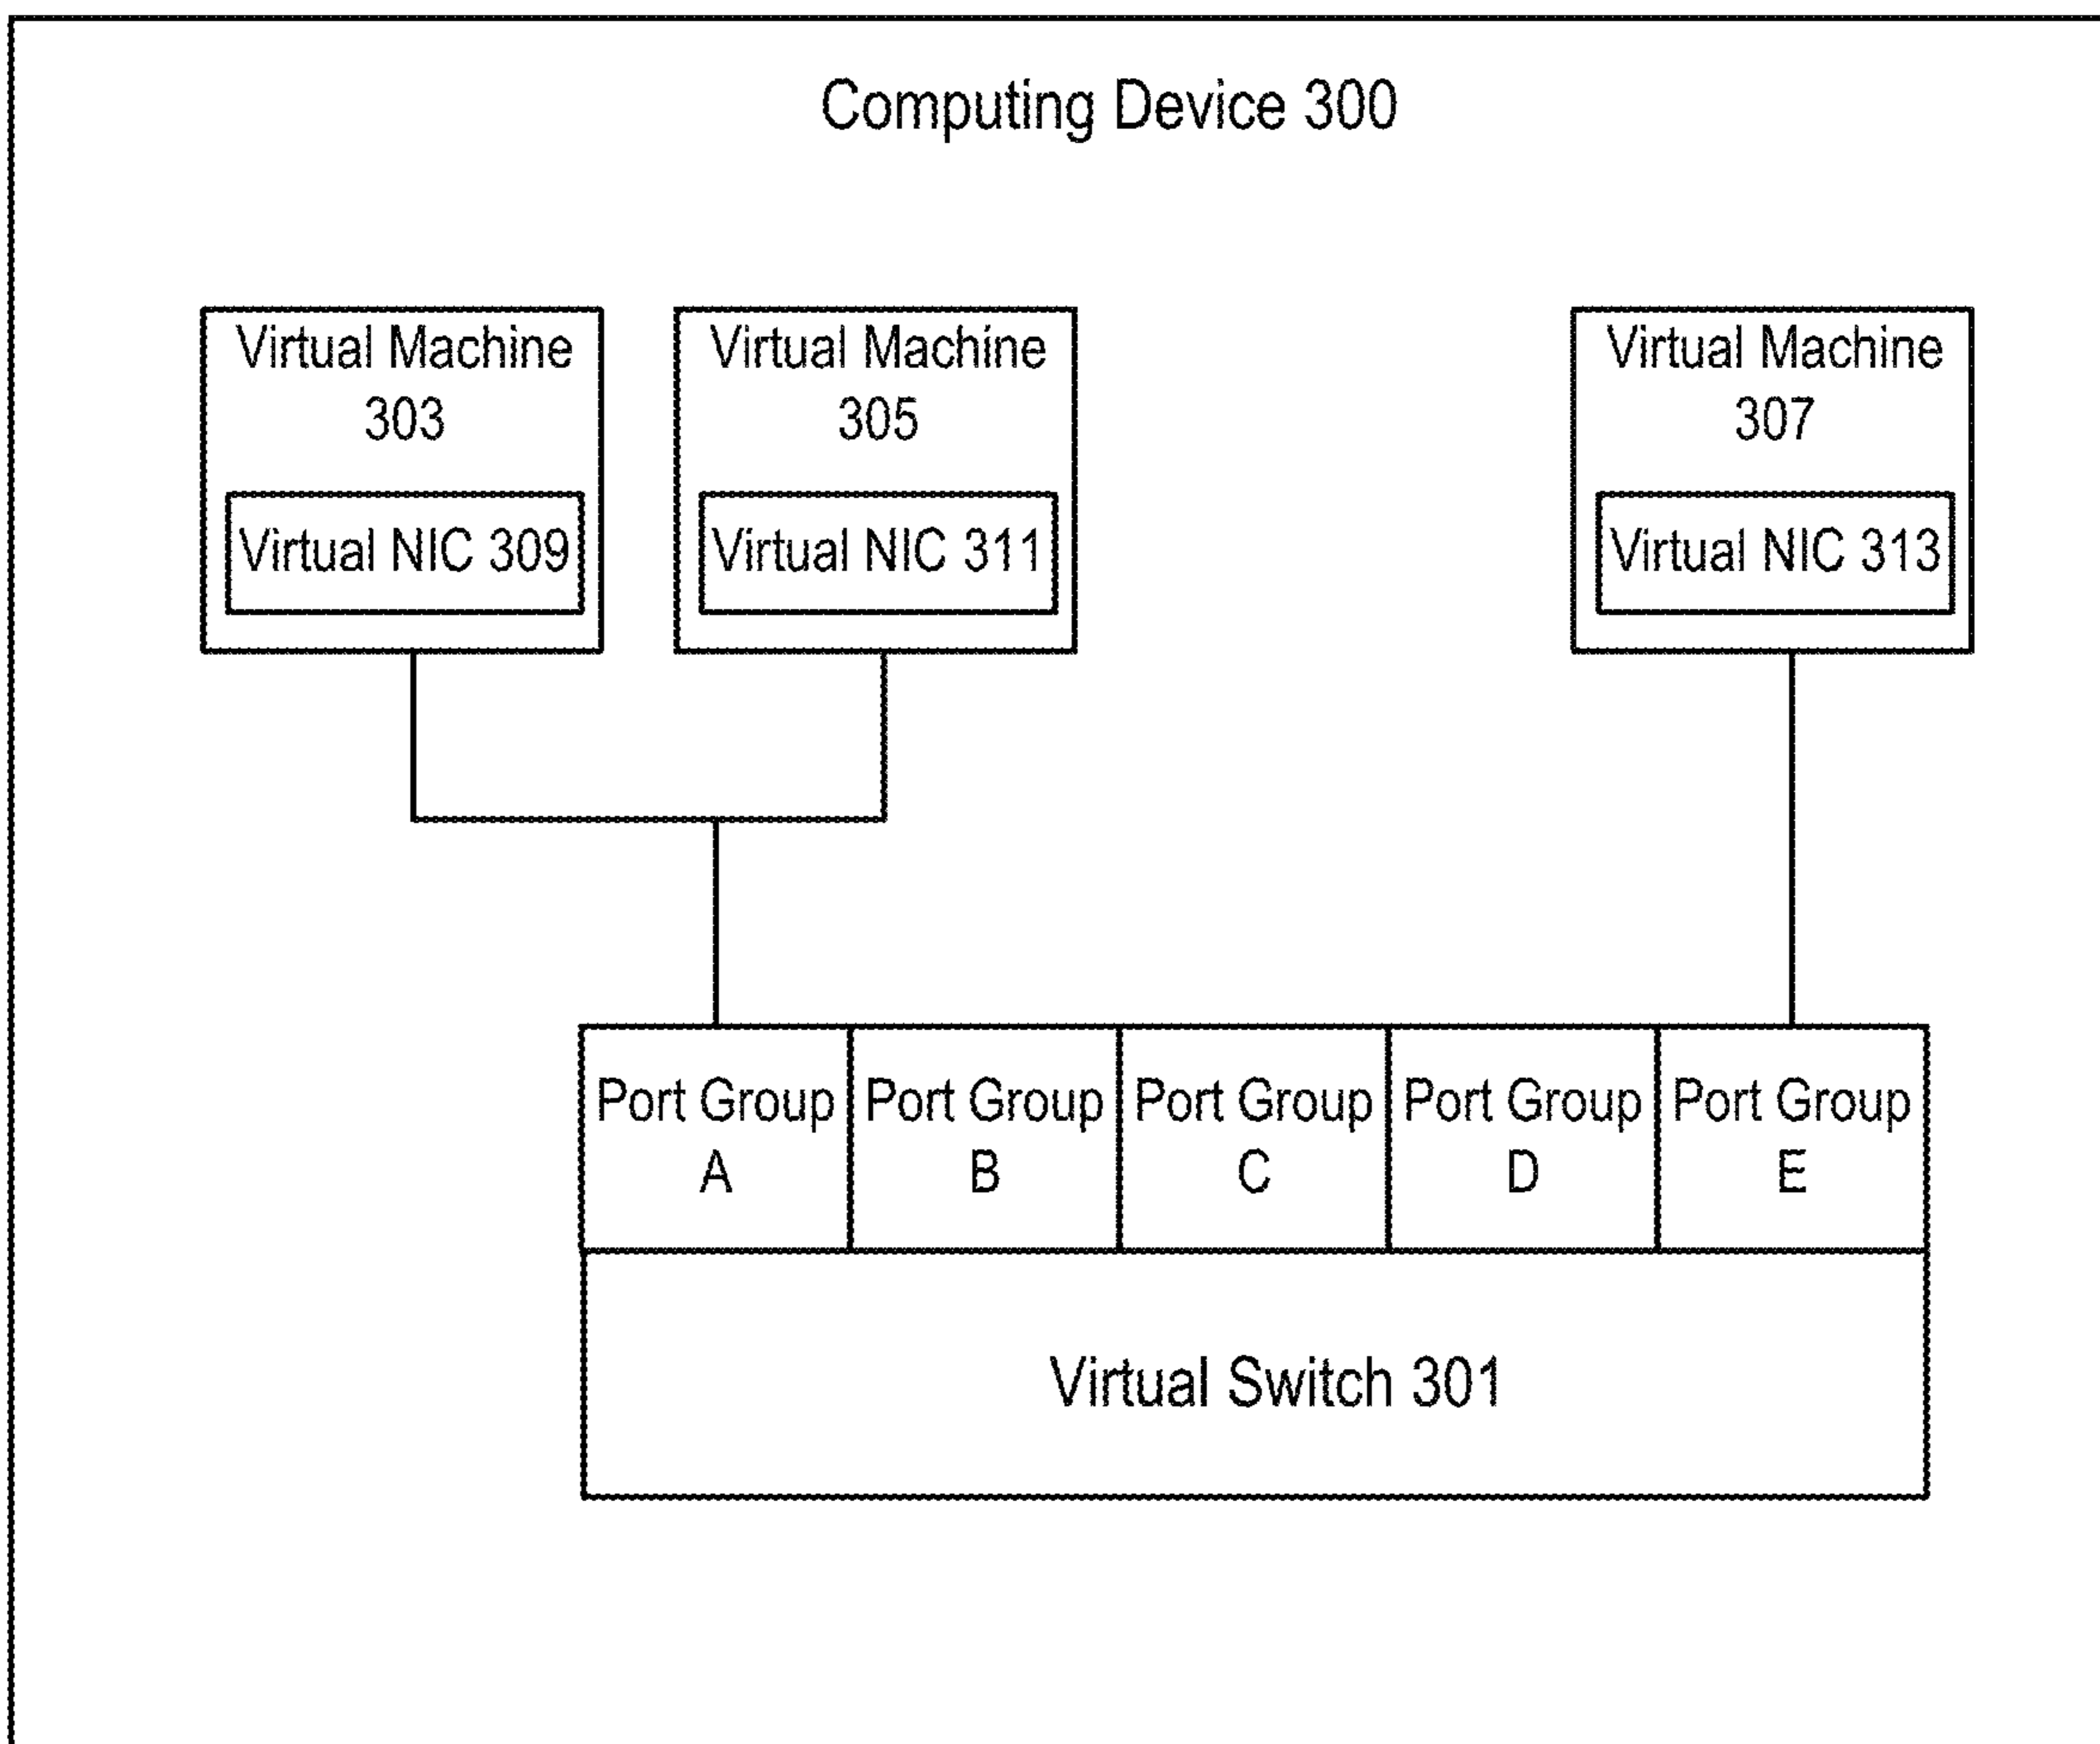 Computing Device 300
Virtual Machine
303
Virtual NIC 309
Virtual Machine
305
Virtual NIC 311
Virtual Machine
307
Virtual NIC 313
Port Group
A
Port Group
B
Port Group
C
Port Group
D
Port Group
E
Virtual Switch 301